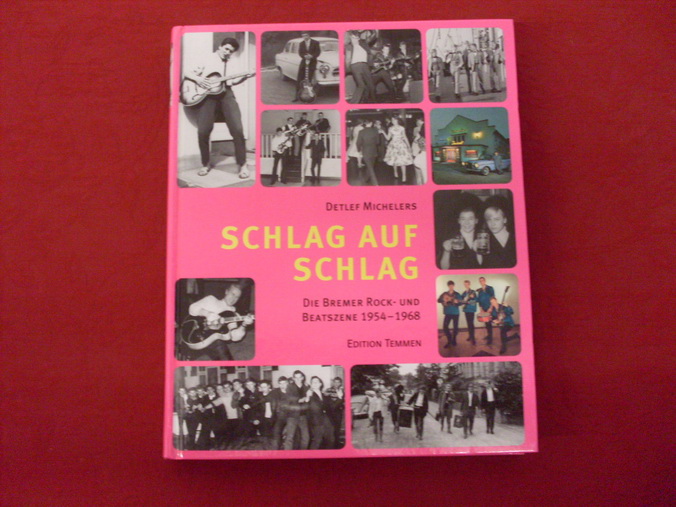 DETLEF MICHELERS
SCHLAG AUF
SCHLAG
DIE BREMER ROCK- UND
BEATSZENE 1954–1968
EDITION TEMMEN